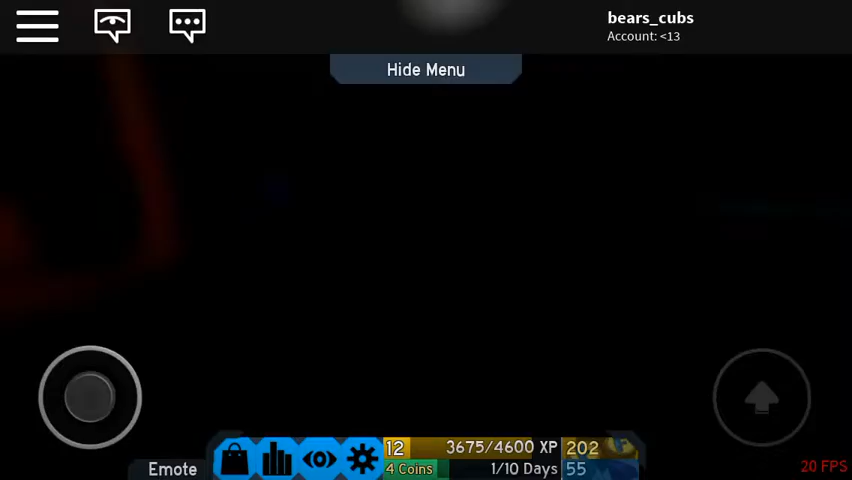 bears_cubs
Account: <13
Hide Menu
12 3675/4600 XP 202
4 Coins 1/10 Days 55
Emote
20 FPS